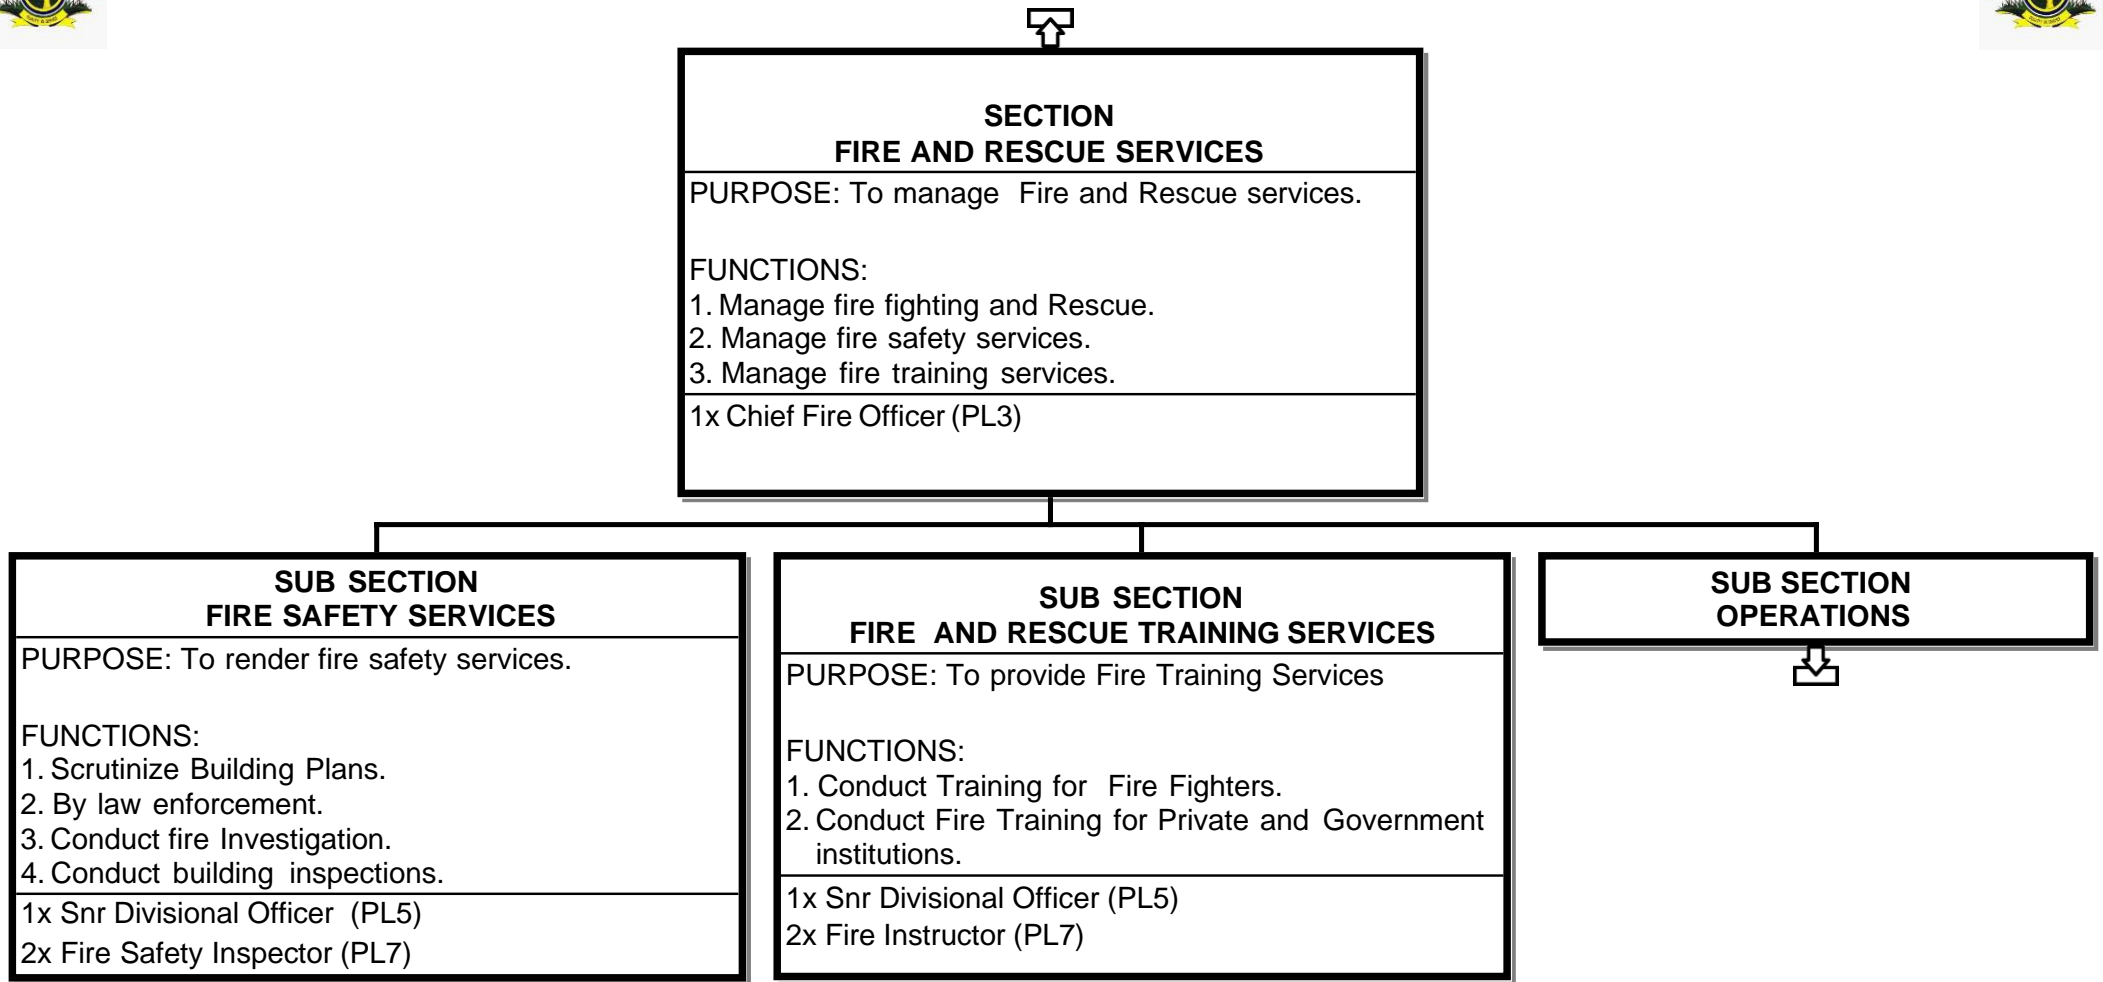 SECTION
FIRE AND RESCUE SERVICES
PURPOSE: To manage Fire and Rescue services.
FUNCTIONS:
1. Manage fire fighting and Rescue.
2. Manage fire safety services.
3. Manage fire training services.
1x Chief Fire Officer (PL3)
SUB SECTION
FIRE SAFETY SERVICES
PURPOSE: To render fire safety services.
FUNCTIONS:
1. Scrutinize Building Plans.
2. By law enforcement.
3. Conduct fire Investigation.
4. Conduct building inspections.
1x Snr Divisional Officer (PL5)
2x Fire Safety Inspector (PL7)
SUB SECTION
FIRE AND RESCUE TRAINING SERVICES
PURPOSE: To provide Fire Training Services
FUNCTIONS:
1. Conduct Training for Fire Fighters.
2. Conduct Fire Training for Private and Government
institutions.
1x Snr Divisional Officer (PL5)
2x Fire Instructor (PL7)
SUB SECTION
OPERATIONS